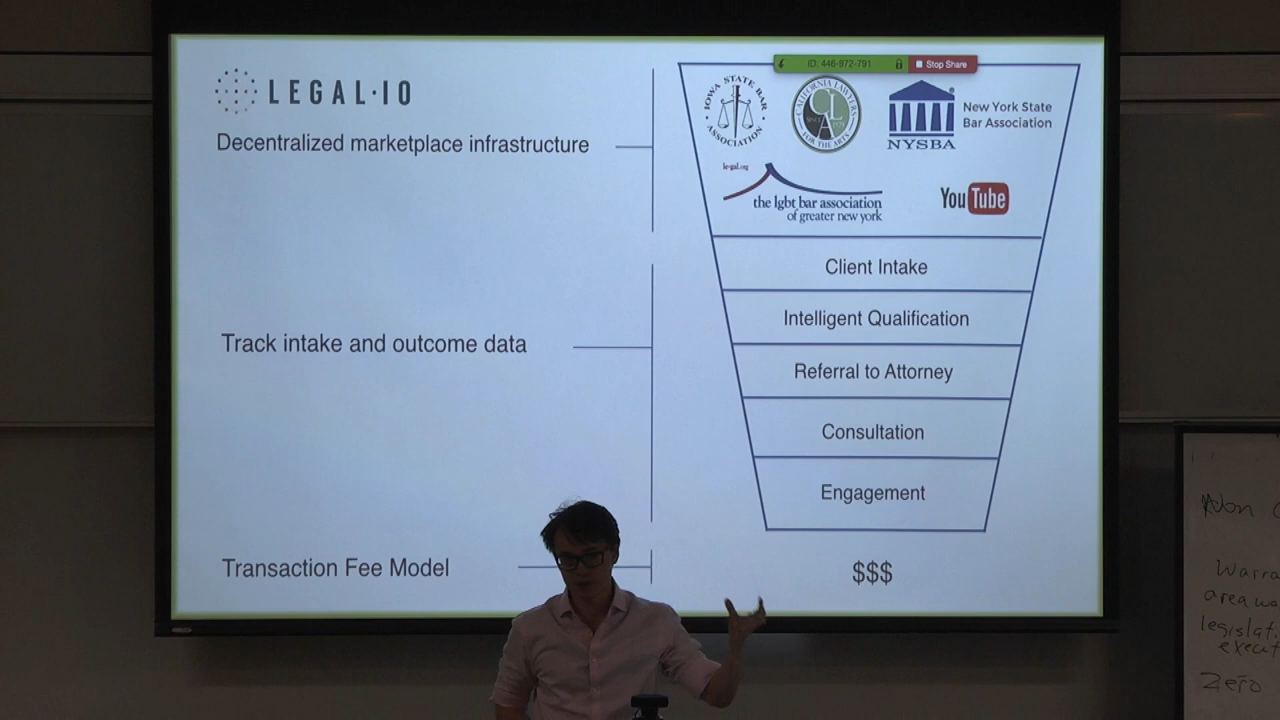 ID: 446-972-791
Stop Share
LEGAL·IO
Decentralized marketplace infrastructure
IOWA STATE BAR ASSOCIATION
CALIFORNIA LAWYERS FOR THE ARTS
CL
NYSBA
New York State
Bar Association
le-gal.org
the lgbt bar association
of greater new york
YouTube
Client Intake
Intelligent Qualification
Track intake and outcome data
Referral to Attorney
Consultation
Engagement
Transaction Fee Model
$$$
Warra
area
legislat
execut
Zero